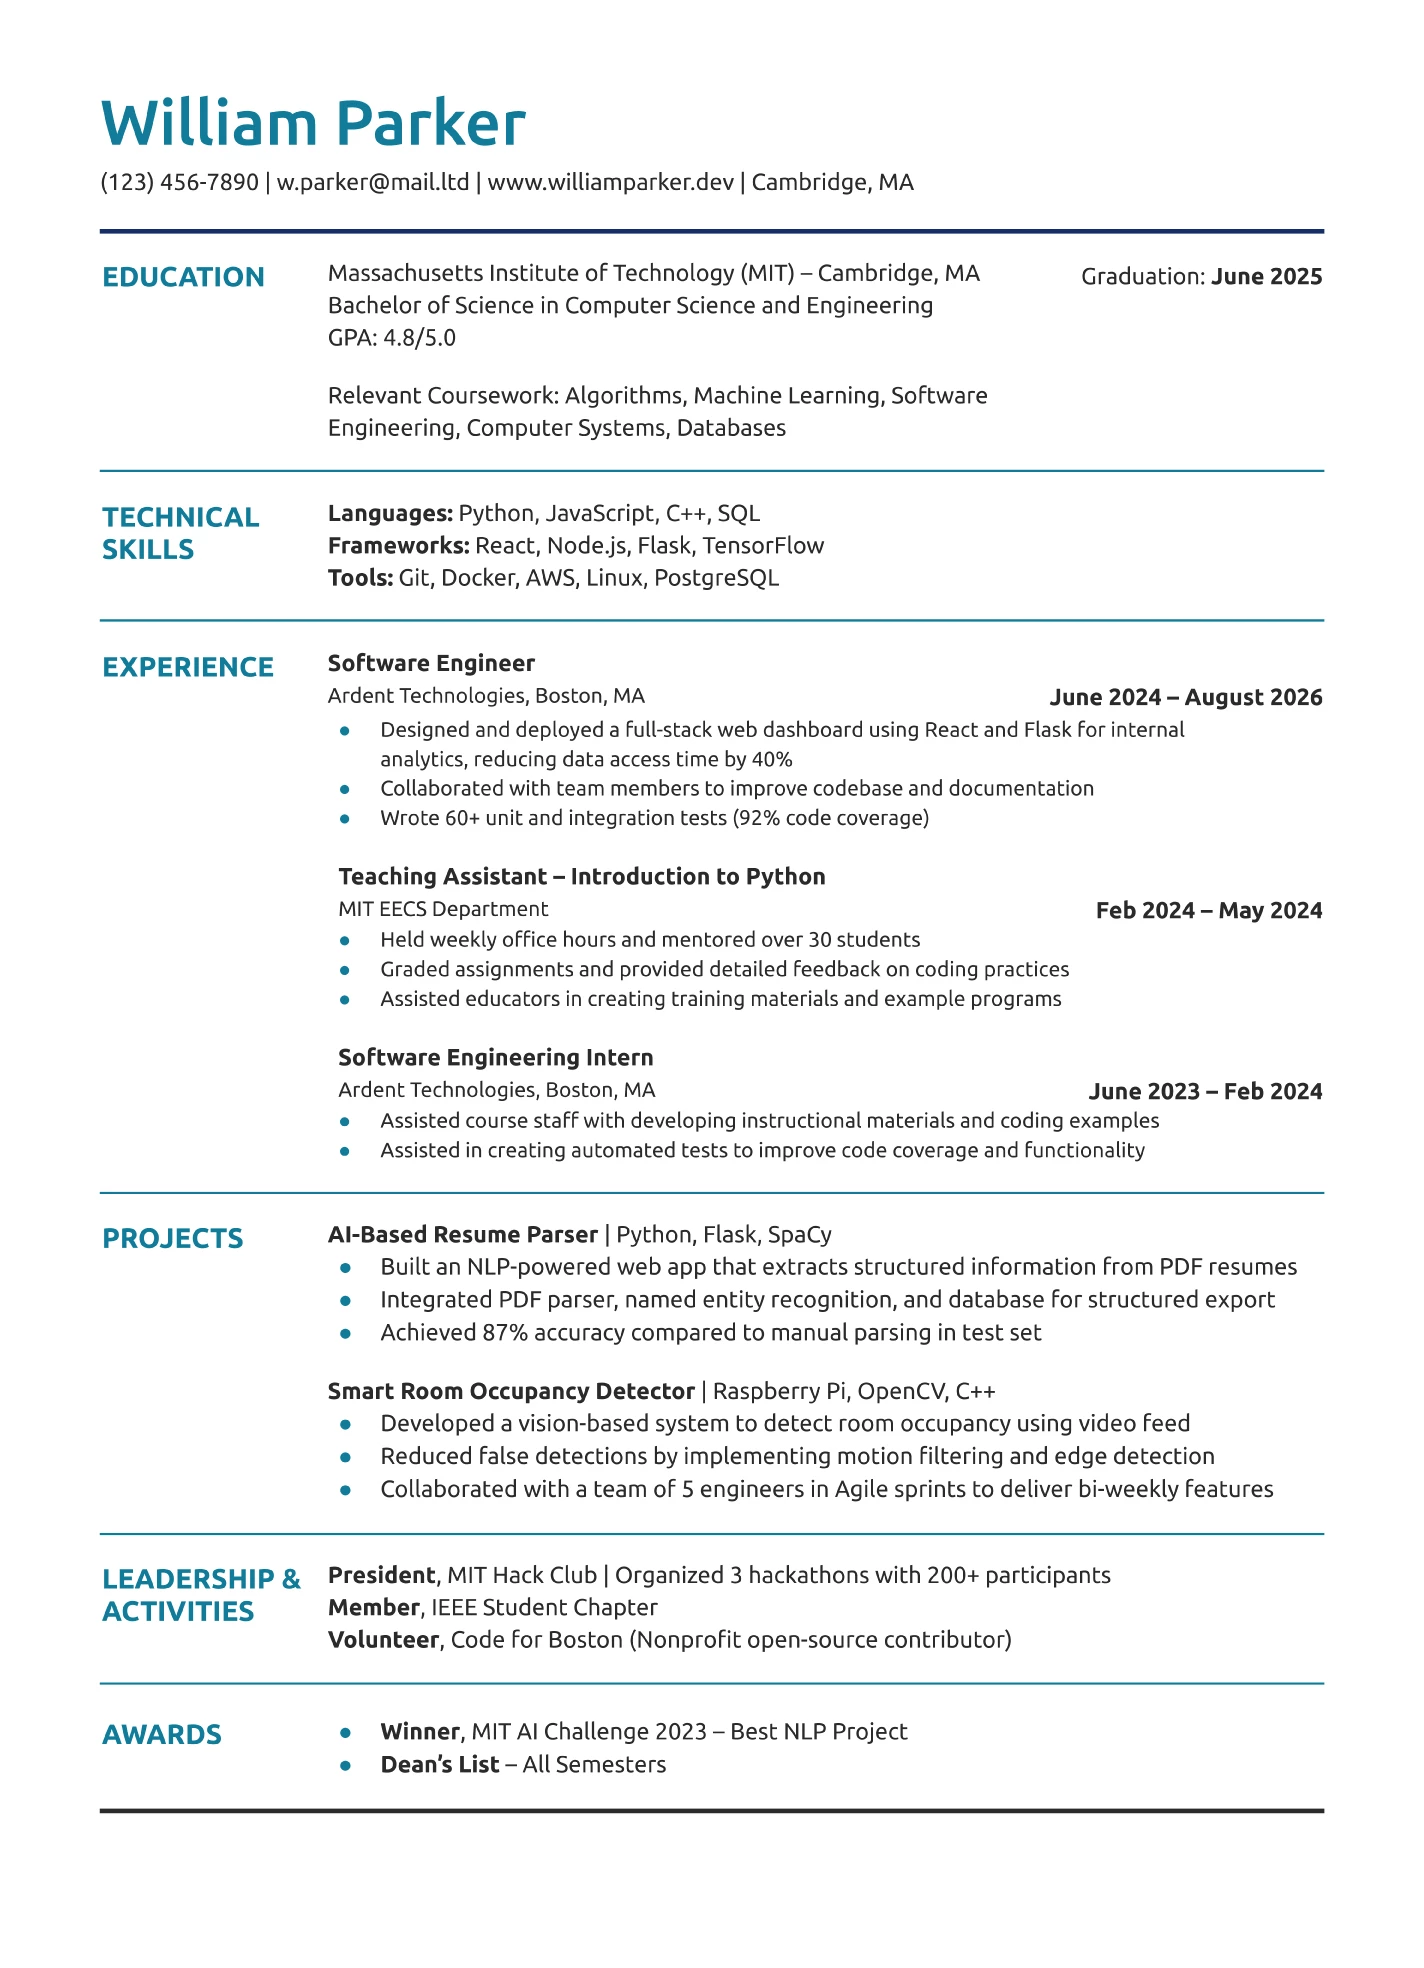 William Parker
(123) 456-7890 | w.parker@mail.ltd | www.williamparker.dev | Cambridge, MA
EDUCATION
Massachusetts Institute of Technology (MIT) – Cambridge, MA
Graduation: June 2025
Bachelor of Science in Computer Science and Engineering
GPA: 4.8/5.0
Relevant Coursework: Algorithms, Machine Learning, Software
Engineering, Computer Systems, Databases
TECHNICAL
SKILLS
Languages: Python, JavaScript, C++, SQL
Frameworks: React, Node.js, Flask, TensorFlow
Tools: Git, Docker, AWS, Linux, PostgreSQL
EXPERIENCE
Software Engineer
Ardent Technologies, Boston, MA
June 2024 – August 2026
● Designed and deployed a full-stack web dashboard using React and Flask for internal
analytics, reducing data access time by 40%
● Collaborated with team members to improve codebase and documentation
● Wrote 60+ unit and integration tests (92% code coverage)
Teaching Assistant – Introduction to Python
MIT EECS Department
Feb 2024 – May 2024
● Held weekly office hours and mentored over 30 students
● Graded assignments and provided detailed feedback on coding practices
● Assisted educators in creating training materials and example programs
Software Engineering Intern
Ardent Technologies, Boston, MA
June 2023 – Feb 2024
● Assisted course staff with developing instructional materials and coding examples
● Assisted in creating automated tests to improve code coverage and functionality
PROJECTS
AI-Based Resume Parser | Python, Flask, SpaCy
● Built an NLP-powered web app that extracts structured information from PDF resumes
● Integrated PDF parser, named entity recognition, and database for structured export
● Achieved 87% accuracy compared to manual parsing in test set
Smart Room Occupancy Detector | Raspberry Pi, OpenCV, C++
● Developed a vision-based system to detect room occupancy using video feed
● Reduced false detections by implementing motion filtering and edge detection
● Collaborated with a team of 5 engineers in Agile sprints to deliver bi-weekly features
LEADERSHIP &
ACTIVITIES
President, MIT Hack Club | Organized 3 hackathons with 200+ participants
Member, IEEE Student Chapter
Volunteer, Code for Boston (Nonprofit open-source contributor)
AWARDS
● Winner, MIT AI Challenge 2023 – Best NLP Project
● Dean’s List – All Semesters